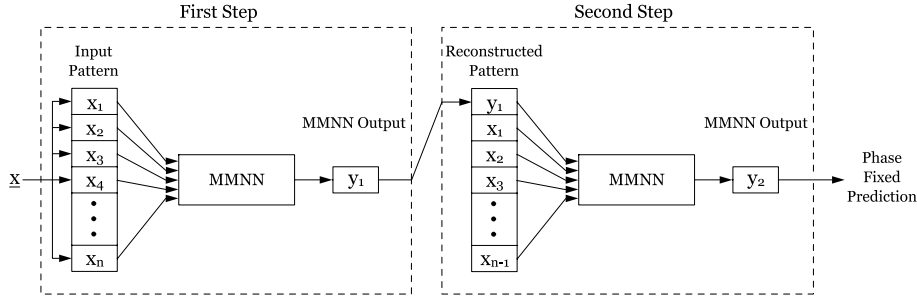 First Step
Second Step
Input
Pattern
x1
x2
x3
x4
xn
x
MMNN
MMNN Output
y1
Reconstructed
Pattern
y1
x1
x2
x3
xn-1
MMNN
MMNN Output
y2
Phase
Fixed
Prediction